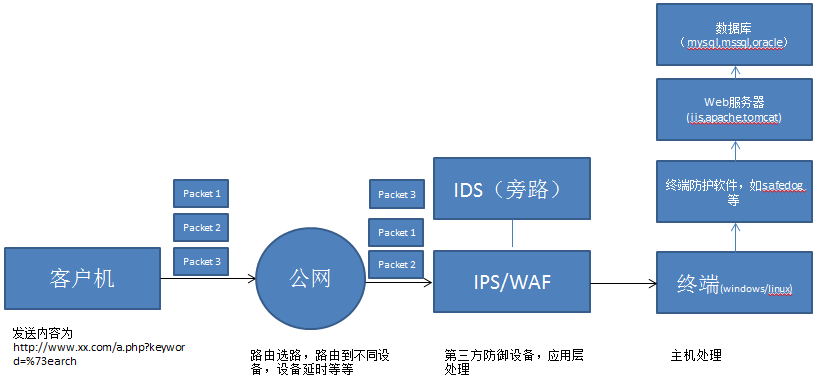 数据库
（mysql,mssql,oracle）
Web服务器
(iis,apache,tomcat)
终端防护软件，如safedog
等
IDS（旁路）
Packet 1
Packet 2
Packet 3
Packet 3
Packet 1
Packet 2
客户机
公网
IPS/WAF
终端(windows/linux)
发送内容为
http://www.xx.com/a.php?keywor
d=%73earch
路由选路，路由到不同设
备，设备延时等等
第三方防御设备，应用层
处理
主机处理